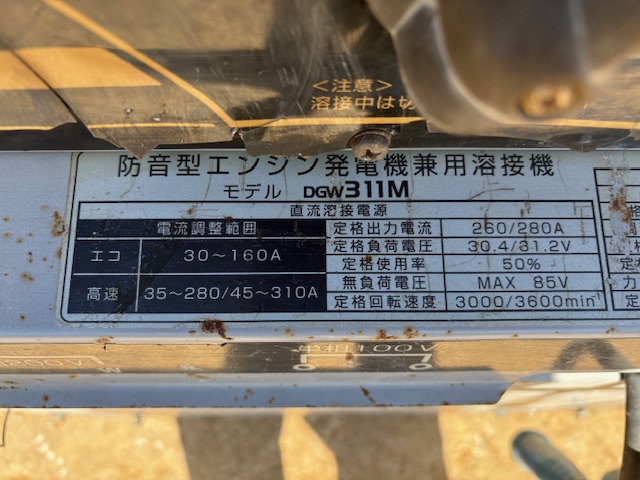 <注意>
溶接中は切
防音型エンジン発電機兼用溶接機
モデル DGW311M
直流溶接電源
電流調整範囲 定格出力電流 260/280A
エコ 30～160A 定格負荷電圧 30.4/31.2V
定格使用率 50%
高速 35～280/45～310A 無負荷電圧 MAX 85V
定格回転速度 3000/3600min⁻¹